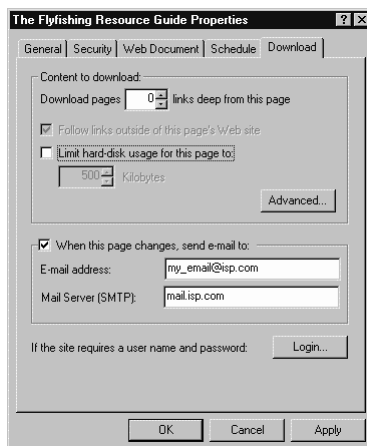 The Flyfishing Resource Guide Properties
General Security Web Document Schedule Download
Content to download:
Download pages 0 links deep from this page
Follow links outside of this page's Web site
Limit hard-disk usage for this page to:
500 Kilobytes
Advanced...
When this page changes, send e-mail to:
E-mail address: my_email@isp.com
Mail Server (SMTP): mail.isp.com
If the site requires a user name and password: Login...
OK Cancel Apply